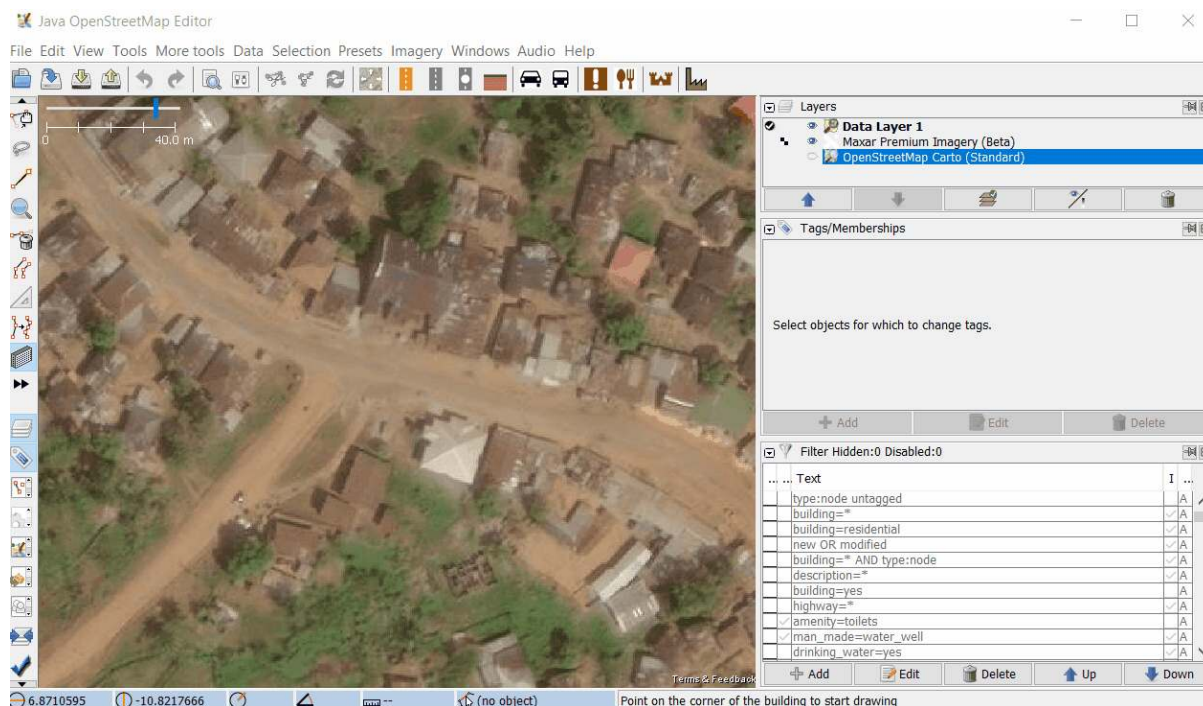 Java OpenStreetMap Editor
File Edit View Tools More tools Data Selection Presets Imagery Windows Audio Help
0 40.0 m
Layers
Data Layer 1
Maxar Premium Imagery (Beta)
OpenStreetMap Carto (Standard)
Tags/Memberships
Select objects for which to change tags.
Add Edit Delete
Filter Hidden:0 Disabled:0
... ... Text I ...
type:node untagged A
building=* A
building=residential A
new OR modified A
building=* AND type:node A
description=* A
building=yes A
highway=* A
amenity=toilets A
man_made=water_well A
drinking_water=yes A
Add Edit Delete Up Down
Terms & Feedback
6.8710595 -10.8217666 -- (no object) Point on the corner of the building to start drawing